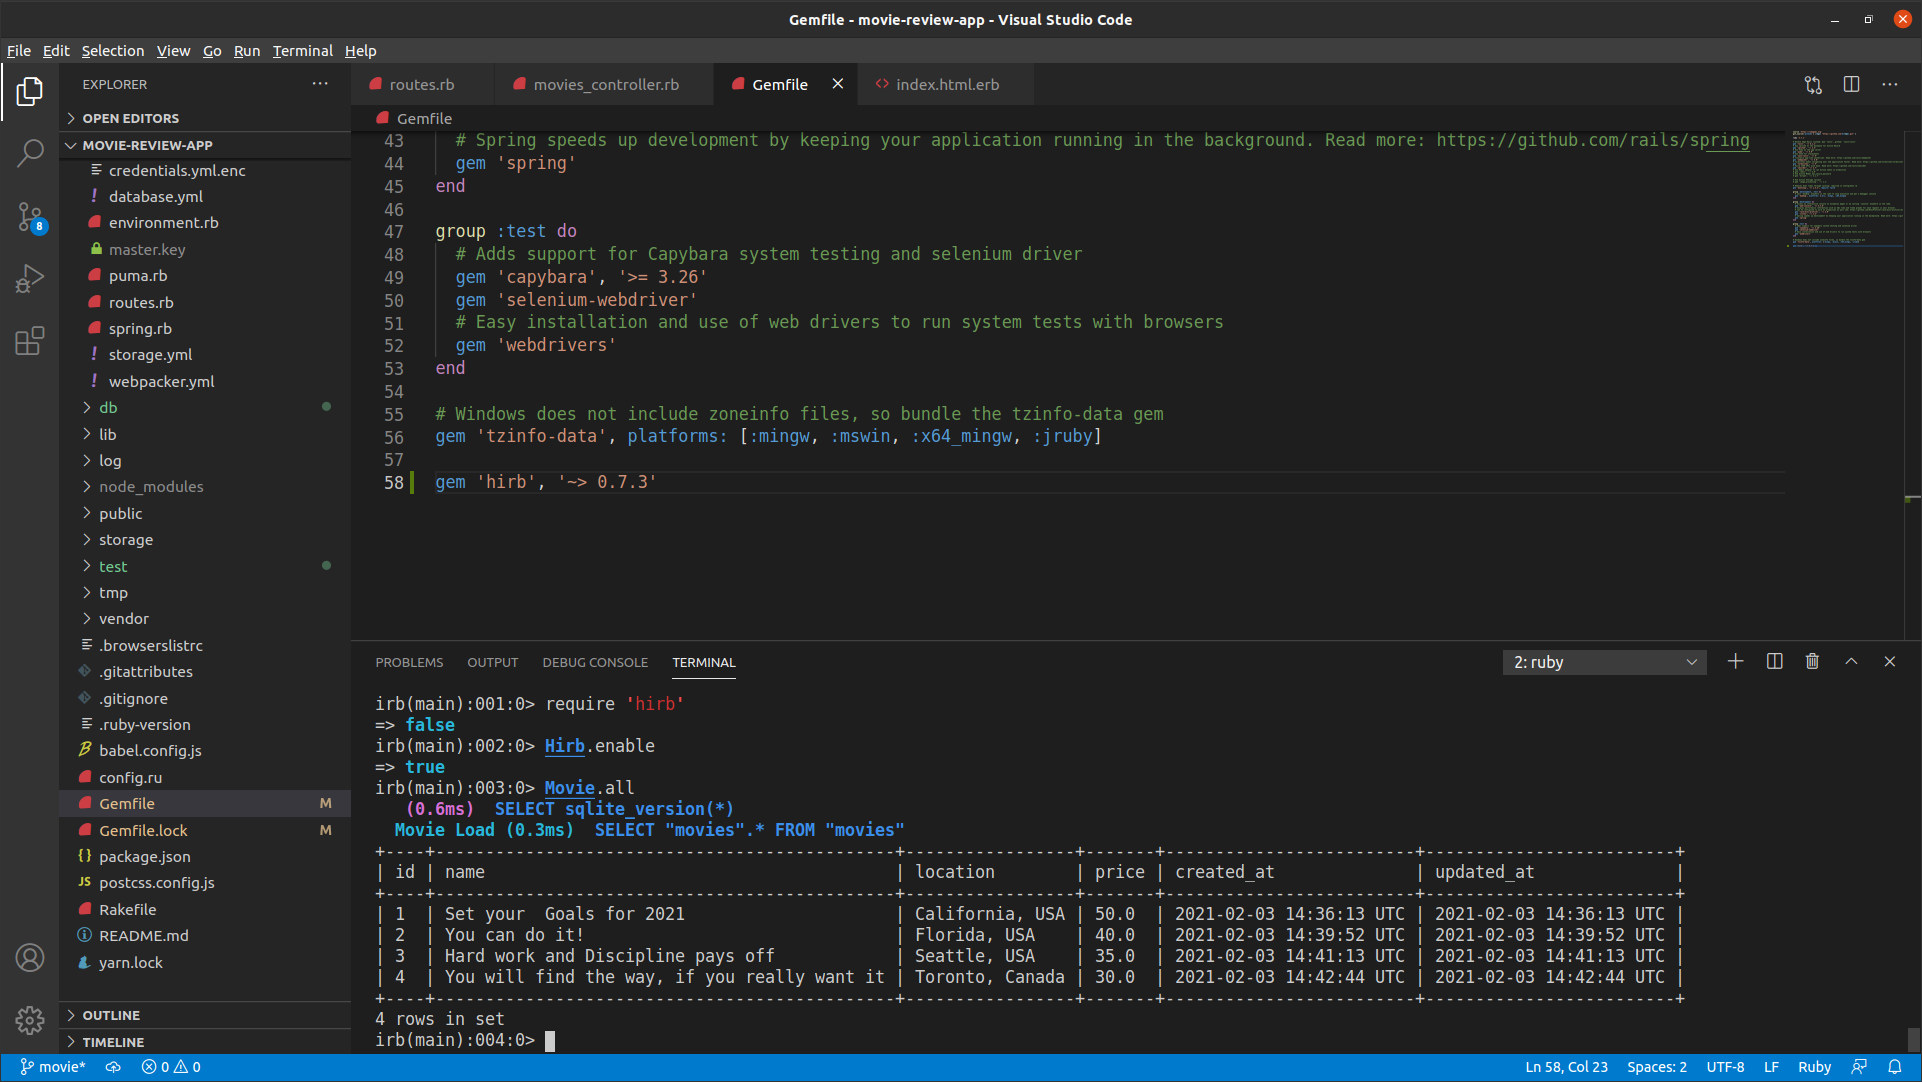 Gemfile - movie-review-app - Visual Studio Code
File Edit Selection View Go Run Terminal Help
EXPLORER
OPEN EDITORS
MOVIE-REVIEW-APP
credentials.yml.enc
! database.yml
environment.rb
master.key
puma.rb
routes.rb
spring.rb
! storage.yml
! webpacker.yml
db
lib
log
node_modules
public
storage
test
tmp
vendor
.browserslistrc
.gitattributes
.gitignore
.ruby-version
babel.config.js
config.ru
Gemfile M
Gemfile.lock M
{} package.json
JS postcss.config.js
Rakefile
README.md
yarn.lock
OUTLINE
TIMELINE
8
routes.rb movies_controller.rb Gemfile index.html.erb
Gemfile
43 # Spring speeds up development by keeping your application running in the background. Read more: https://github.com/rails/spring
44 gem 'spring'
45 end
46
47 group :test do
48 # Adds support for Capybara system testing and selenium driver
49 gem 'capybara', '>= 3.26'
50 gem 'selenium-webdriver'
51 # Easy installation and use of web drivers to run system tests with browsers
52 gem 'webdrivers'
53 end
54
55 # Windows does not include zoneinfo files, so bundle the tzinfo-data gem
56 gem 'tzinfo-data', platforms: [:mingw, :mswin, :x64_mingw, :jruby]
57
58 gem 'hirb', '~> 0.7.3'
PROBLEMS OUTPUT DEBUG CONSOLE TERMINAL 2: ruby
irb(main):001:0> require 'hirb'
=> false
irb(main):002:0> Hirb.enable
=> true
irb(main):003:0> Movie.all
(0.6ms) SELECT sqlite_version(*)
Movie Load (0.3ms) SELECT "movies".* FROM "movies"
+----+----------------------------------------------+-----------------+-------+-------------------------+-------------------------+
| id | name | location | price | created_at | updated_at |
+----+----------------------------------------------+-----------------+-------+-------------------------+-------------------------+
| 1 | Set your  Goals for 2021 | California, USA | 50.0 | 2021-02-03 14:36:13 UTC | 2021-02-03 14:36:13 UTC |
| 2 | You can do it! | Florida, USA | 40.0 | 2021-02-03 14:39:52 UTC | 2021-02-03 14:39:52 UTC |
| 3 | Hard work and Discipline pays off | Seattle, USA | 35.0 | 2021-02-03 14:41:13 UTC | 2021-02-03 14:41:13 UTC |
| 4 | You will find the way, if you really want it | Toronto, Canada | 30.0 | 2021-02-03 14:42:44 UTC | 2021-02-03 14:42:44 UTC |
+----+----------------------------------------------+-----------------+-------+-------------------------+-------------------------+
4 rows in set
irb(main):004:0>
movie* 0 0 Ln 58, Col 23 Spaces: 2 UTF-8 LF Ruby